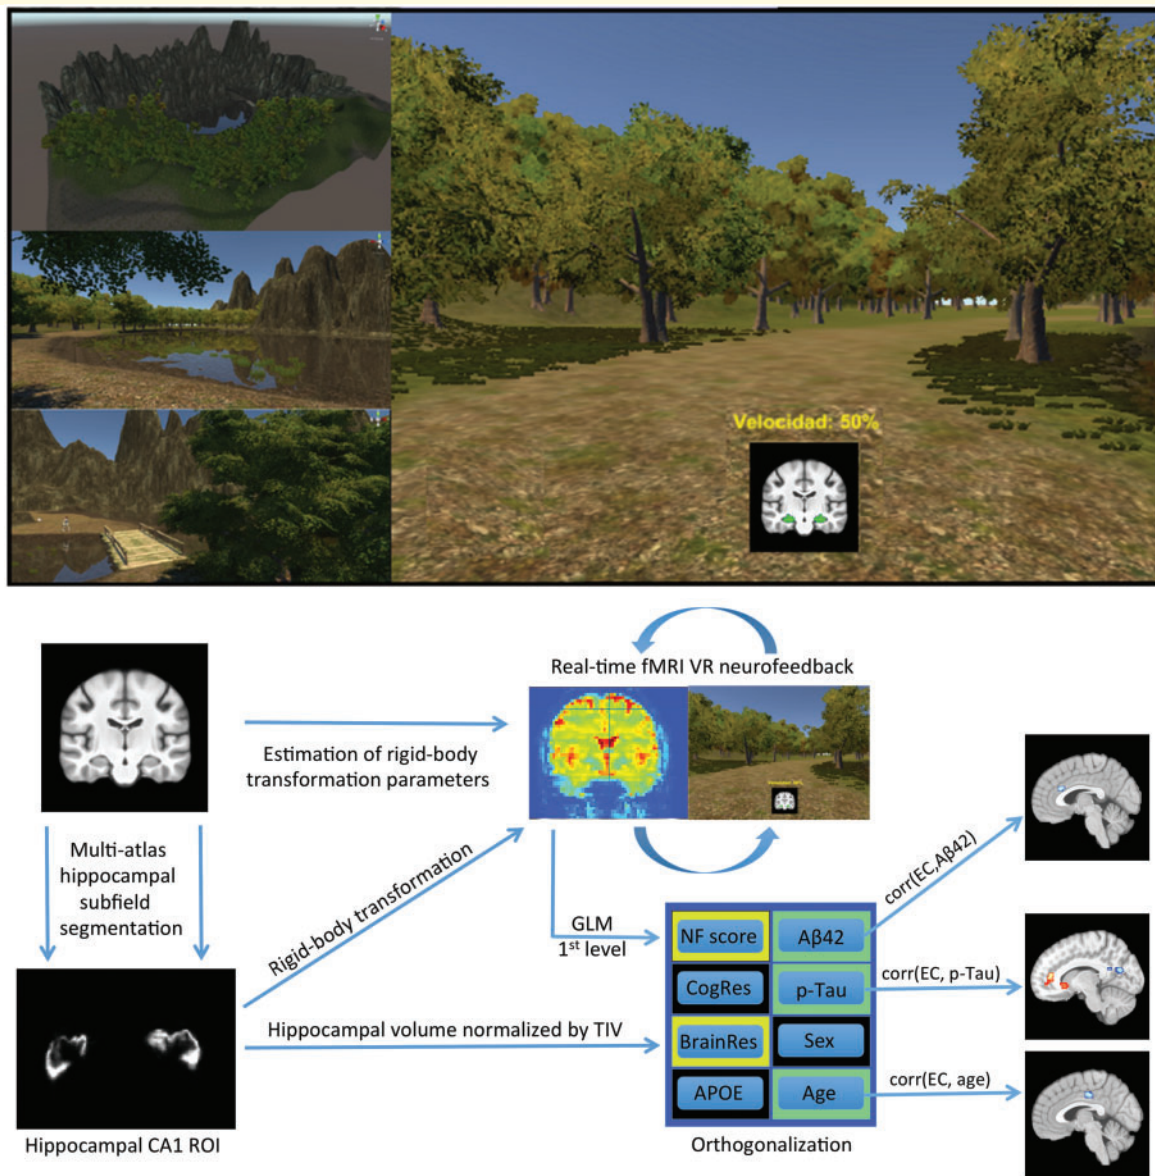 Velocidad: 50%
Real-time fMRI VR neurofeedback
Estimation of rigid-body
transformation parameters
Multi-atlas
hippocampal
subfield
segmentation
Rigid-body transformation
GLM
1st level
Hippocampal volume normalized by TIV
NF score
Aβ42
CogRes
p-Tau
BrainRes
Sex
APOE
Age
corr(EC,Aβ42)
corr(EC, p-Tau)
corr(EC, age)
Hippocampal CA1 ROI
Orthogonalization